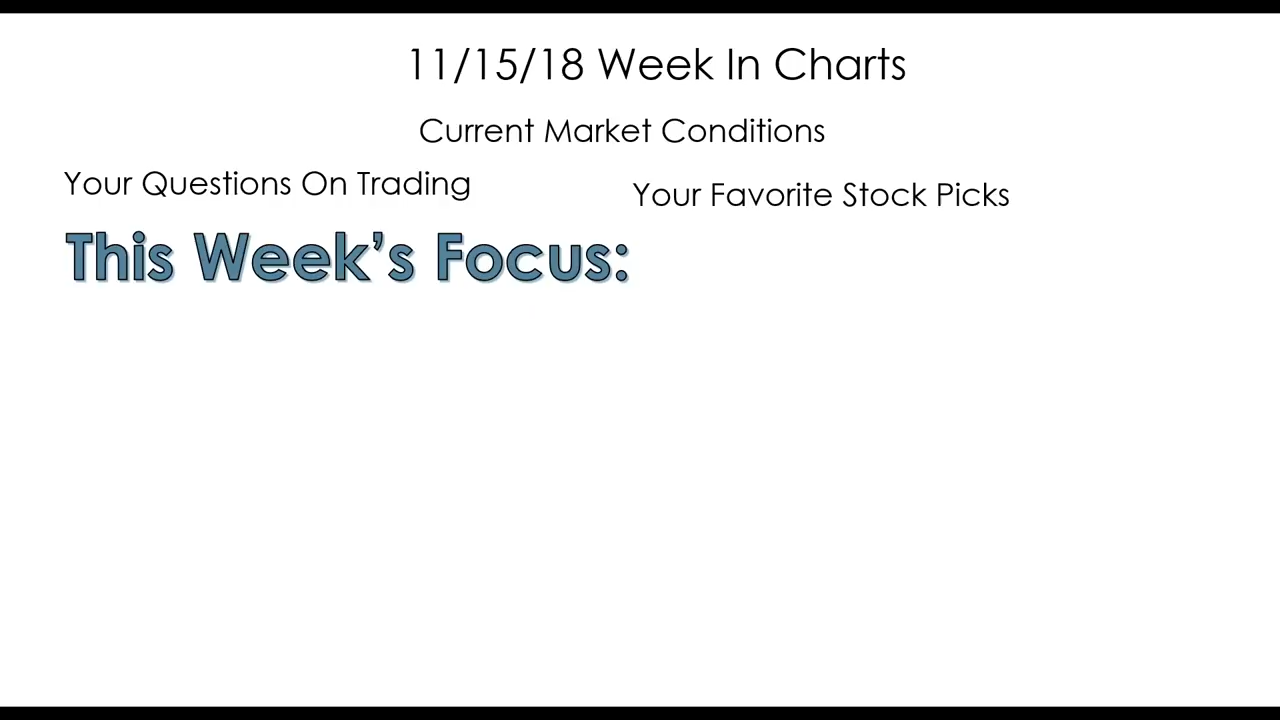 11/15/18 Week In Charts
Current Market Conditions
Your Questions On Trading
Your Favorite Stock Picks
This Week’s Focus: